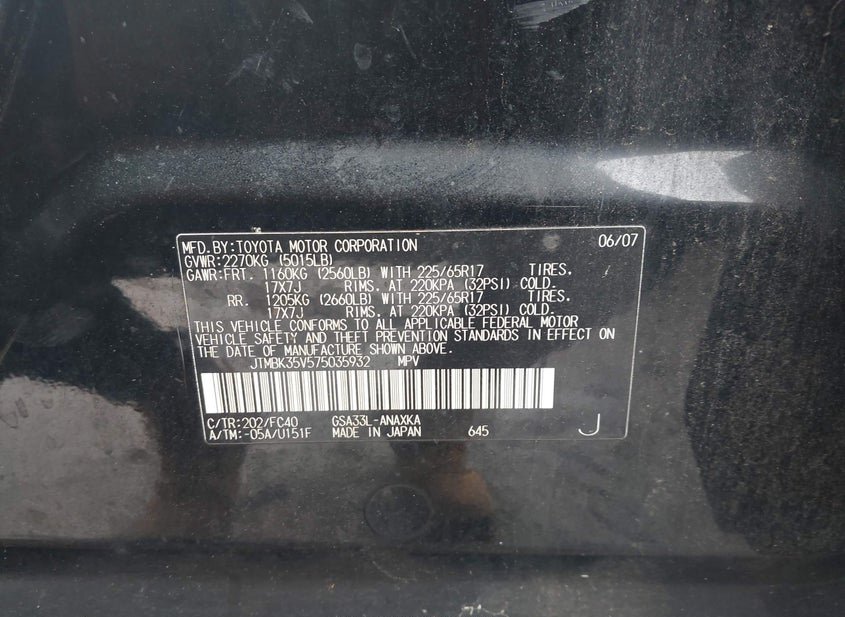 MFD.BY:TOYOTA MOTOR CORPORATION 06/07
GVWR:2270KG (5015LB)
GAWR:FRT. 1160KG (2560LB) WITH 225/65R17 TIRES,
17X7J RIMS, AT 220KPA (32PSI) COLD.
RR. 1205KG (2660LB) WITH 225/65R17 TIRES,
17X7J RIMS, AT 220KPA (32PSI) COLD.
THIS VEHICLE CONFORMS TO ALL APPLICABLE FEDERAL MOTOR
VEHICLE SAFETY AND THEFT PREVENTION STANDARDS IN EFFECT ON
THE DATE OF MANUFACTURE SHOWN ABOVE.
JTMBK35V575035932 MPV
C/TR:202/FC40 GSA33L-ANAXKA
A/TM:-05A/U151F MADE IN JAPAN 645 J